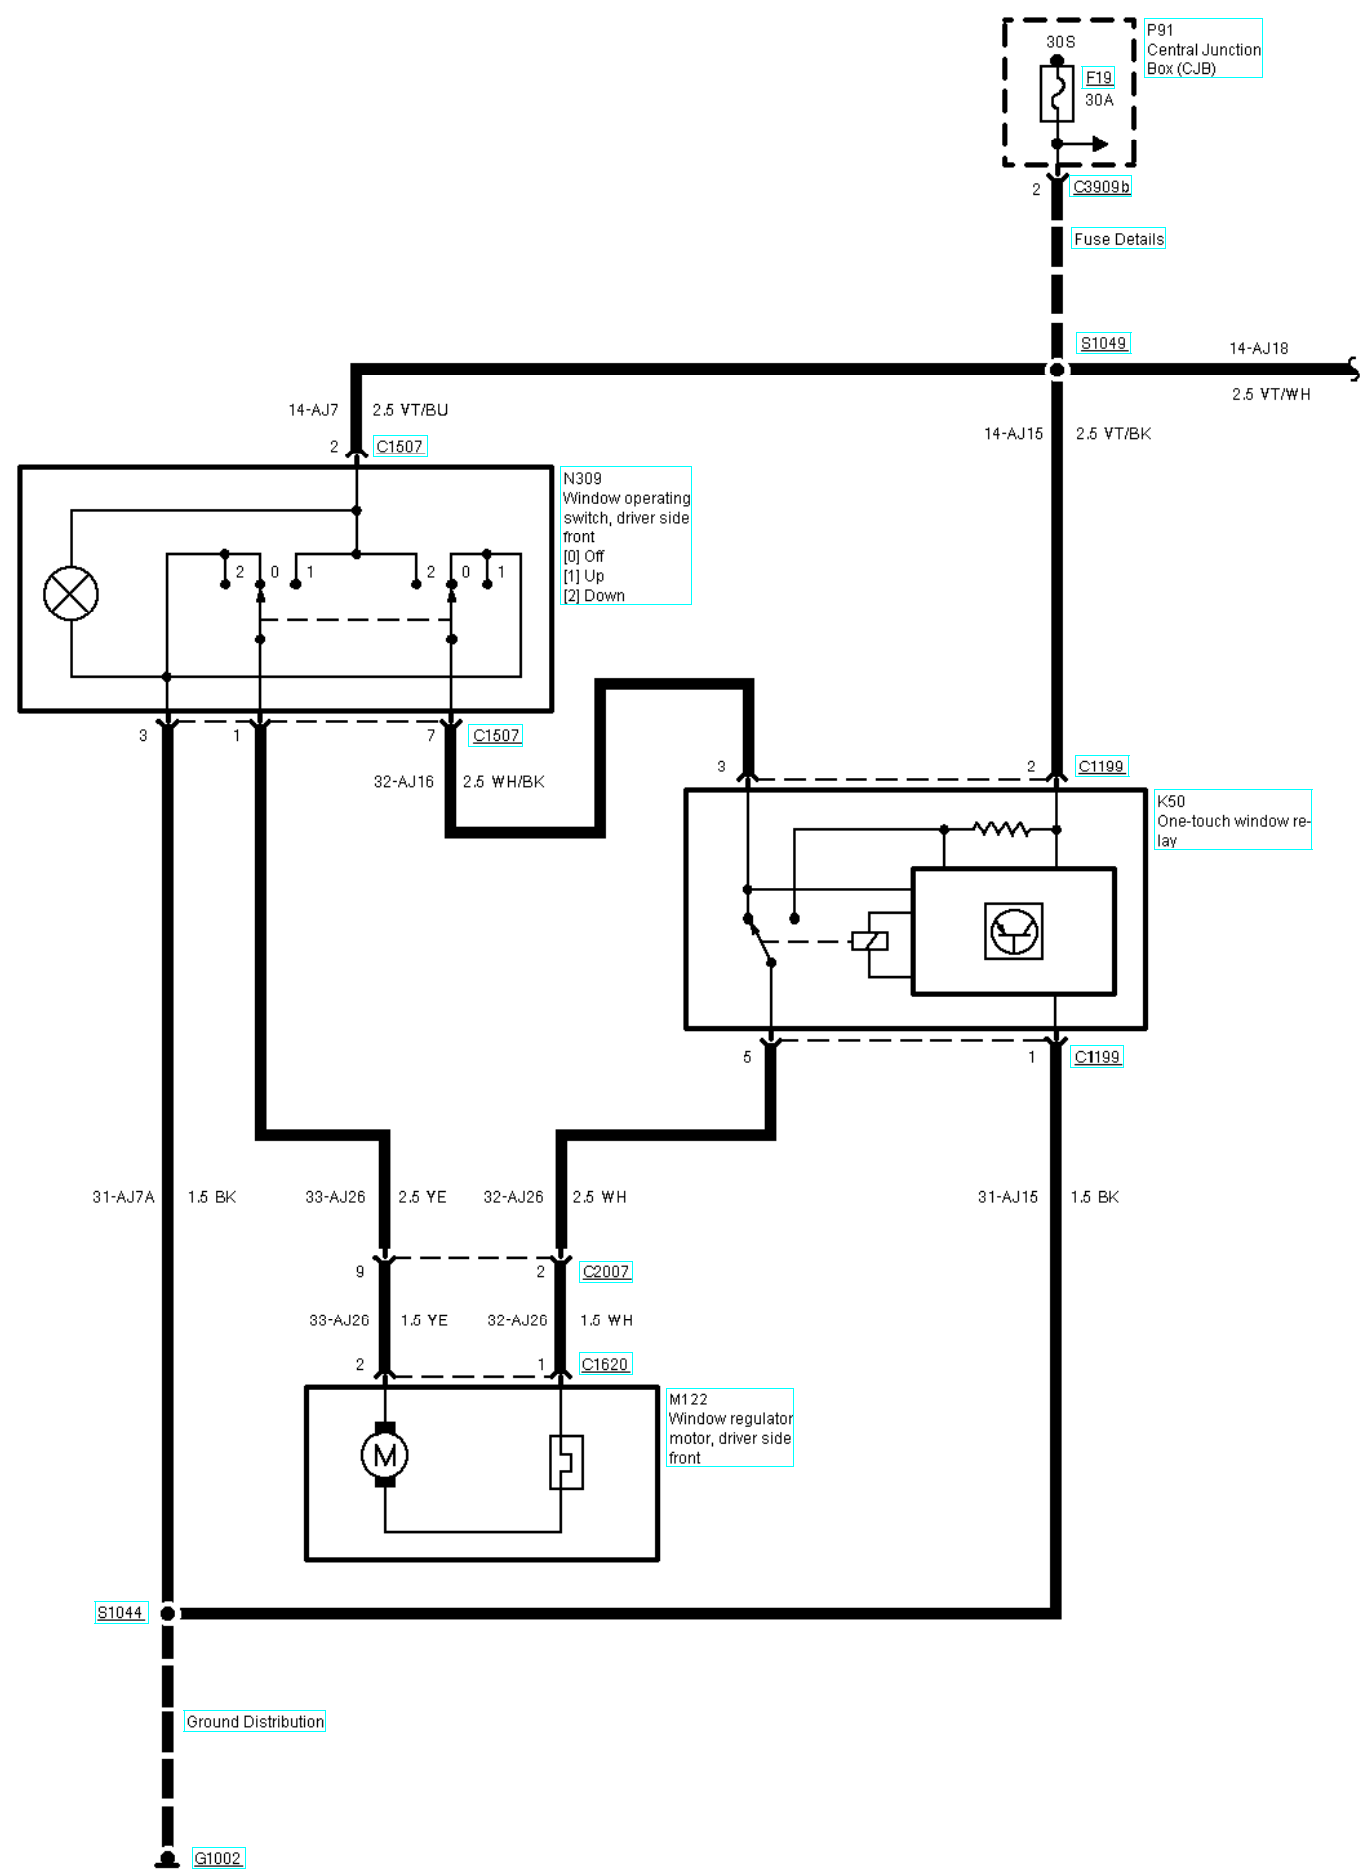 30S
F19
30A
P91
Central Junction
Box (CJB)
2
C3909b
Fuse Details
S1049
14-AJ18
2.5 VT/WH
14-AJ7
2.5 VT/BU
14-AJ15
2.5 VT/BK
2
C1507
N309
Window operating
switch, driver side
front
[0] Off
[1] Up
[2] Down
2
0
1
2
0
1
3
1
7
C1507
32-AJ16
2.5 WH/BK
3
2
C1199
K50
One-touch window re-
lay
5
1
C1199
31-AJ7A
1.5 BK
33-AJ26
2.5 YE
32-AJ26
2.5 WH
31-AJ15
1.5 BK
9
2
C2007
33-AJ26
1.5 YE
32-AJ26
1.5 WH
2
1
C1620
M122
Window regulator
motor, driver side
front
M
S1044
Ground Distribution
G1002